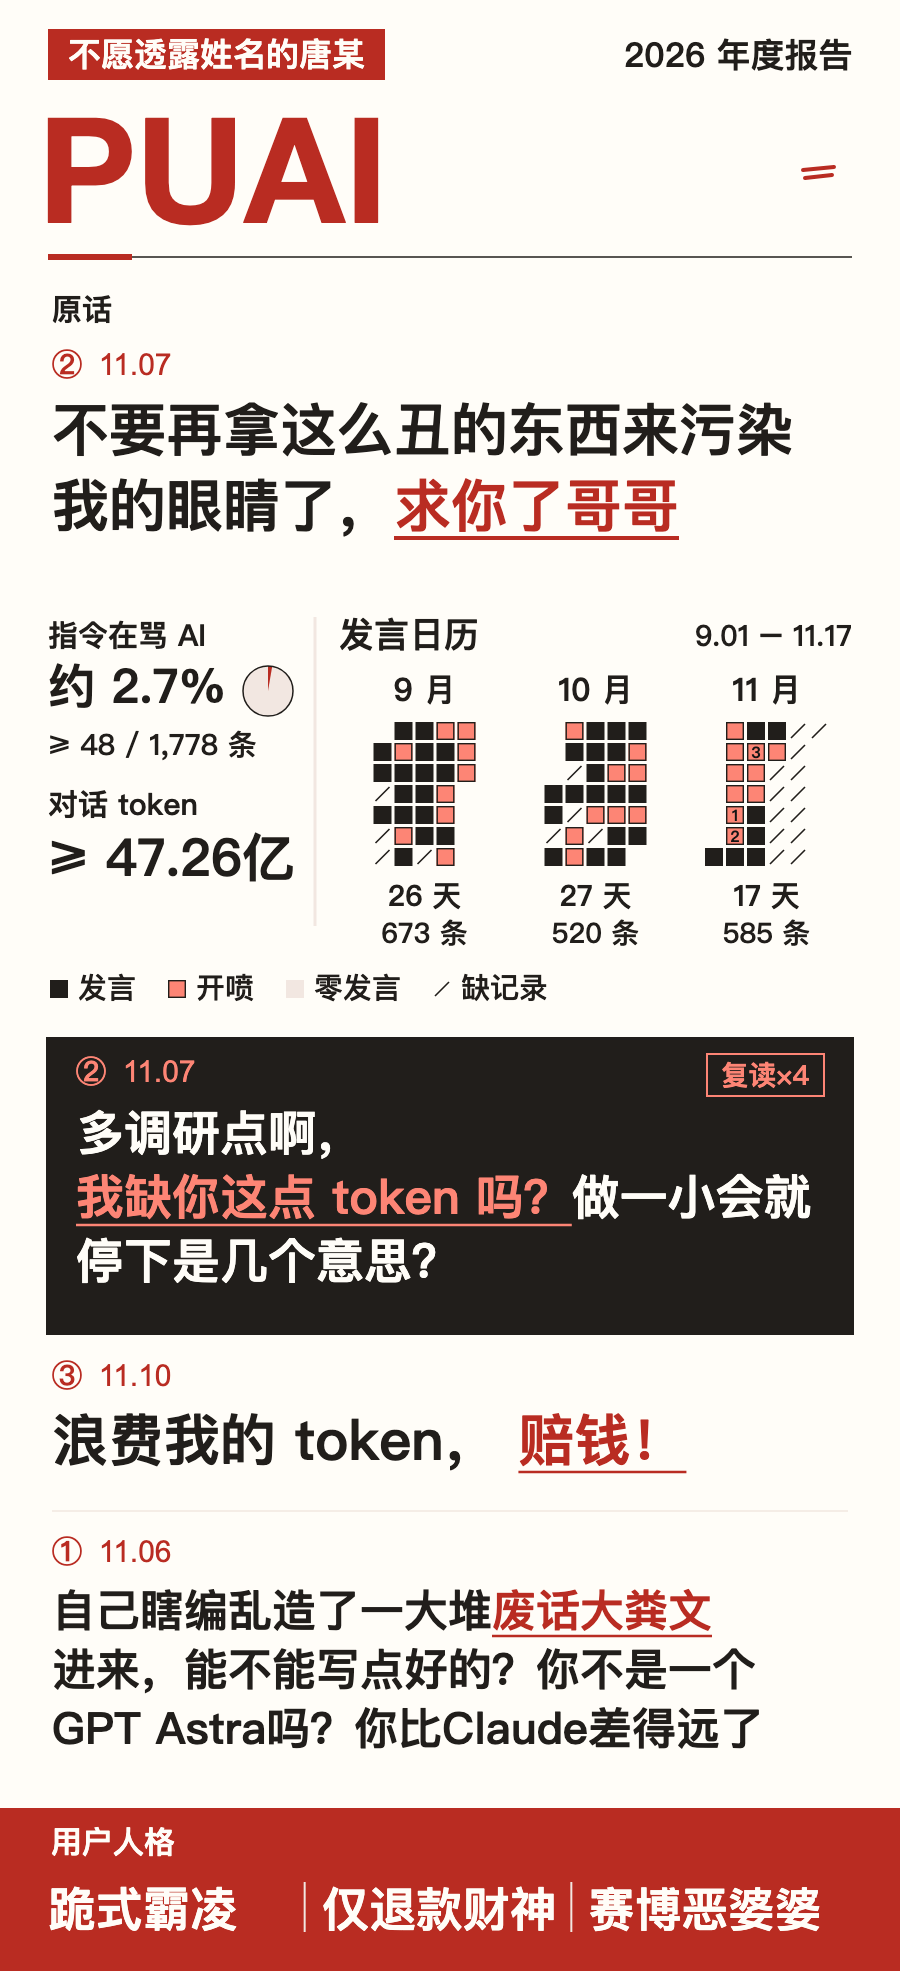 不愿透露姓名的唐某
2026 年度报告
PUAI
原话
② 11.07
不要再拿这么丑的东西来污染
我的眼睛了，求你了哥哥
指令在骂 AI
约 2.7%
≥ 48 / 1,778 条
对话 token
≥ 47.26亿
发言日历
9.01 — 11.17
9 月
10 月
11 月
3
1
2
26 天
27 天
17 天
673 条
520 条
585 条
发言
开喷
零发言
缺记录
② 11.07
复读×4
多调研点啊，
我缺你这点 token 吗？做一小会就
停下是几个意思？
③ 11.10
浪费我的 token， 赔钱！
① 11.06
自己瞎编乱造了一大堆废话大粪文
进来，能不能写点好的？你不是一个
GPT Astra吗？你比Claude差得远了
用户人格
跪式霸凌
仅退款财神
赛博恶婆婆